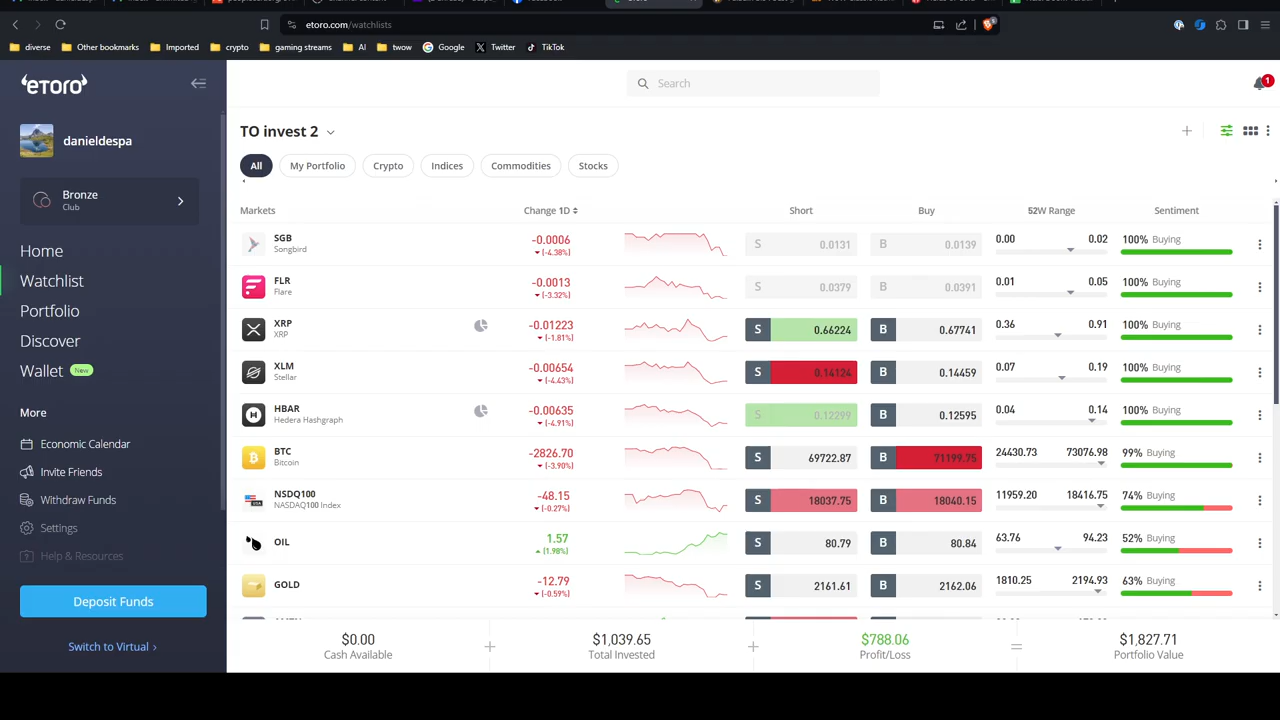 etoro.com/watchlists
diverse
Other bookmarks
Imported
crypto
gaming streams
AI
twow
Google
Twitter
TikTok
eToro
danieldespa
Bronze
Club
Home
Watchlist
Portfolio
Discover
Wallet New
More
Economic Calendar
Invite Friends
Withdraw Funds
Settings
Help & Resources
Deposit Funds
Switch to Virtual ›
Search
1
TO invest 2
All My Portfolio Crypto Indices Commodities Stocks
Markets Change 1D Short Buy 52W Range Sentiment
SGB Songbird -0.0006 (-4.38%) S 0.0131 B 0.0139 0.00 0.02 100% Buying
FLR Flare -0.0013 (-3.32%) S 0.0379 B 0.0391 0.01 0.05 100% Buying
XRP XRP -0.01223 (-1.81%) S 0.66224 B 0.67741 0.36 0.91 100% Buying
XLM Stellar -0.00654 (-4.43%) S 0.14124 B 0.14459 0.07 0.19 100% Buying
HBAR Hedera Hashgraph -0.00635 (-4.91%) S 0.12299 B 0.12595 0.04 0.14 100% Buying
BTC Bitcoin -2826.70 (-3.90%) S 69722.87 B 71199.75 24430.73 73076.98 99% Buying
NSDQ100 NASDAQ100 Index -48.15 (-0.27%) S 18037.75 B 18040.15 11959.20 18416.75 74% Buying
OIL 1.57 (1.98%) S 80.79 B 80.84 63.76 94.23 52% Buying
GOLD -12.79 (-0.59%) S 2161.61 B 2162.06 1810.25 2194.93 63% Buying
$0.00 + $1,039.65 + $788.06 = $1,827.71
Cash Available Total Invested Profit/Loss Portfolio Value